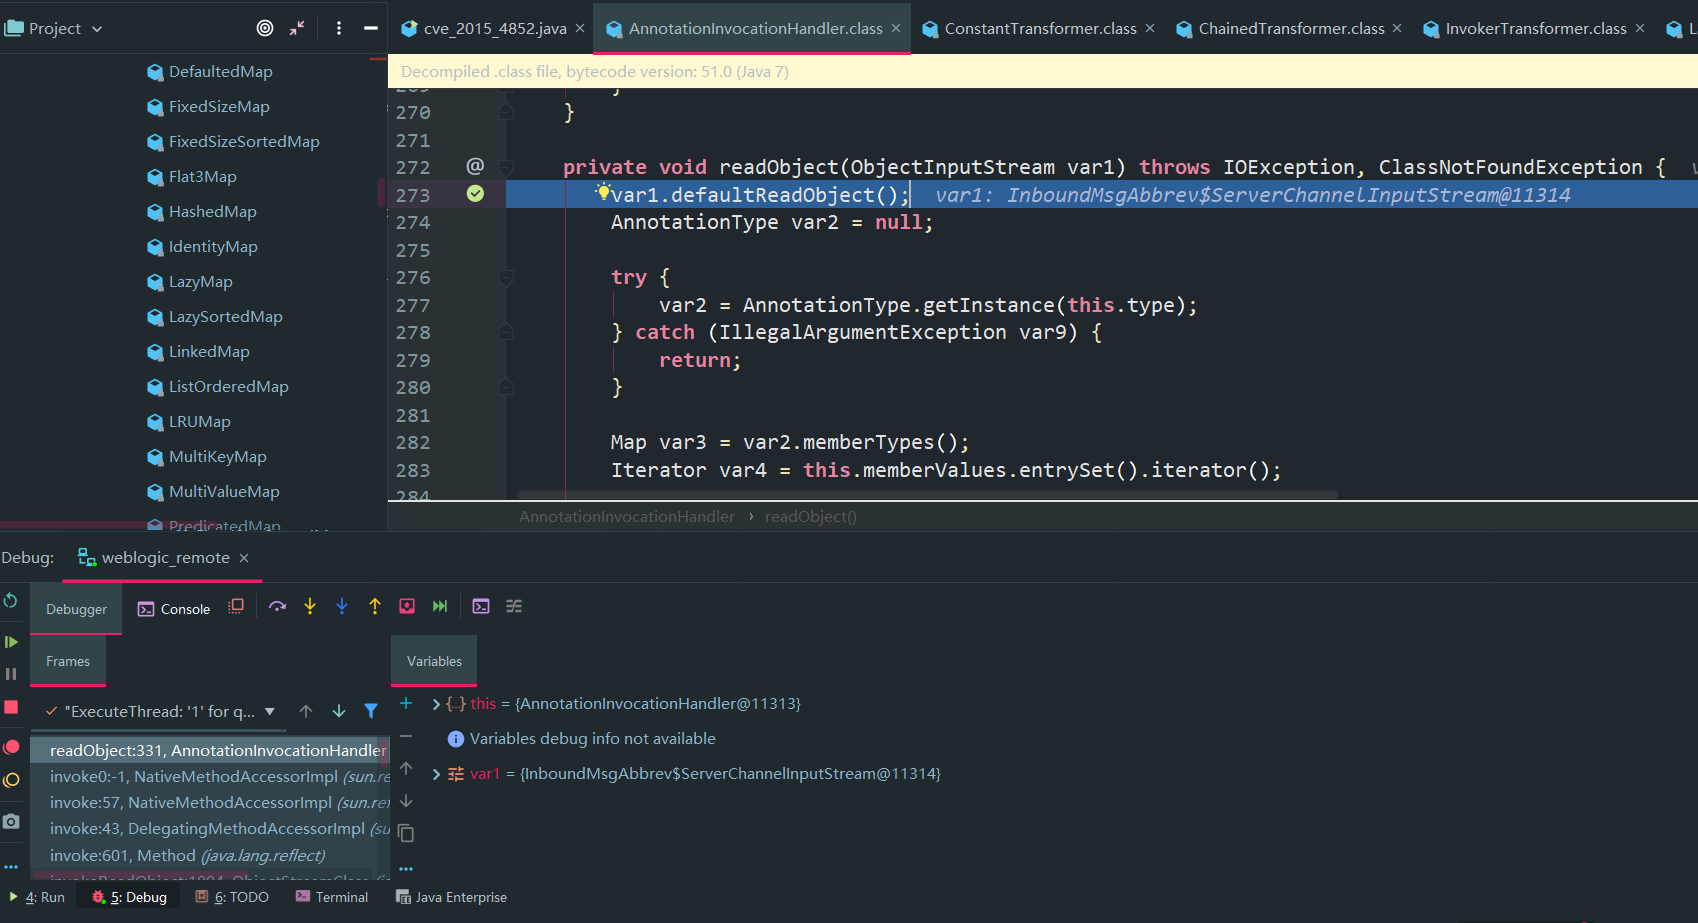 Project
cve_2015_4852.java
AnnotationInvocationHandler.class
ConstantTransformer.class
ChainedTransformer.class
InvokerTransformer.class
Decompiled .class file, bytecode version: 51.0 (Java 7)
DefaultedMap
FixedSizeMap
FixedSizeSortedMap
Flat3Map
HashedMap
IdentityMap
LazyMap
LazySortedMap
LinkedMap
ListOrderedMap
LRUMap
MultiKeyMap
MultiValueMap
PredicatedMap
269 }
270 }
271
272 @ private void readObject(ObjectInputStream var1) throws IOException, ClassNotFoundException {
273 var1.defaultReadObject(); var1: InboundMsgAbbrev$ServerChannelInputStream@11314
274 AnnotationType var2 = null;
275
276 try {
277 var2 = AnnotationType.getInstance(this.type);
278 } catch (IllegalArgumentException var9) {
279 return;
280 }
281
282 Map var3 = var2.memberTypes();
283 Iterator var4 = this.memberValues.entrySet().iterator();
284
AnnotationInvocationHandler › readObject()
Debug: weblogic_remote
Debugger Console
Frames
Variables
"ExecuteThread: '1' for q...
readObject:331, AnnotationInvocationHandler
invoke0:-1, NativeMethodAccessorImpl (sun.re
invoke:57, NativeMethodAccessorImpl (sun.ref
invoke:43, DelegatingMethodAccessorImpl (su
invoke:601, Method (java.lang.reflect)
this = {AnnotationInvocationHandler@11313}
Variables debug info not available
var1 = {InboundMsgAbbrev$ServerChannelInputStream@11314}
4: Run
5: Debug
6: TODO
Terminal
Java Enterprise